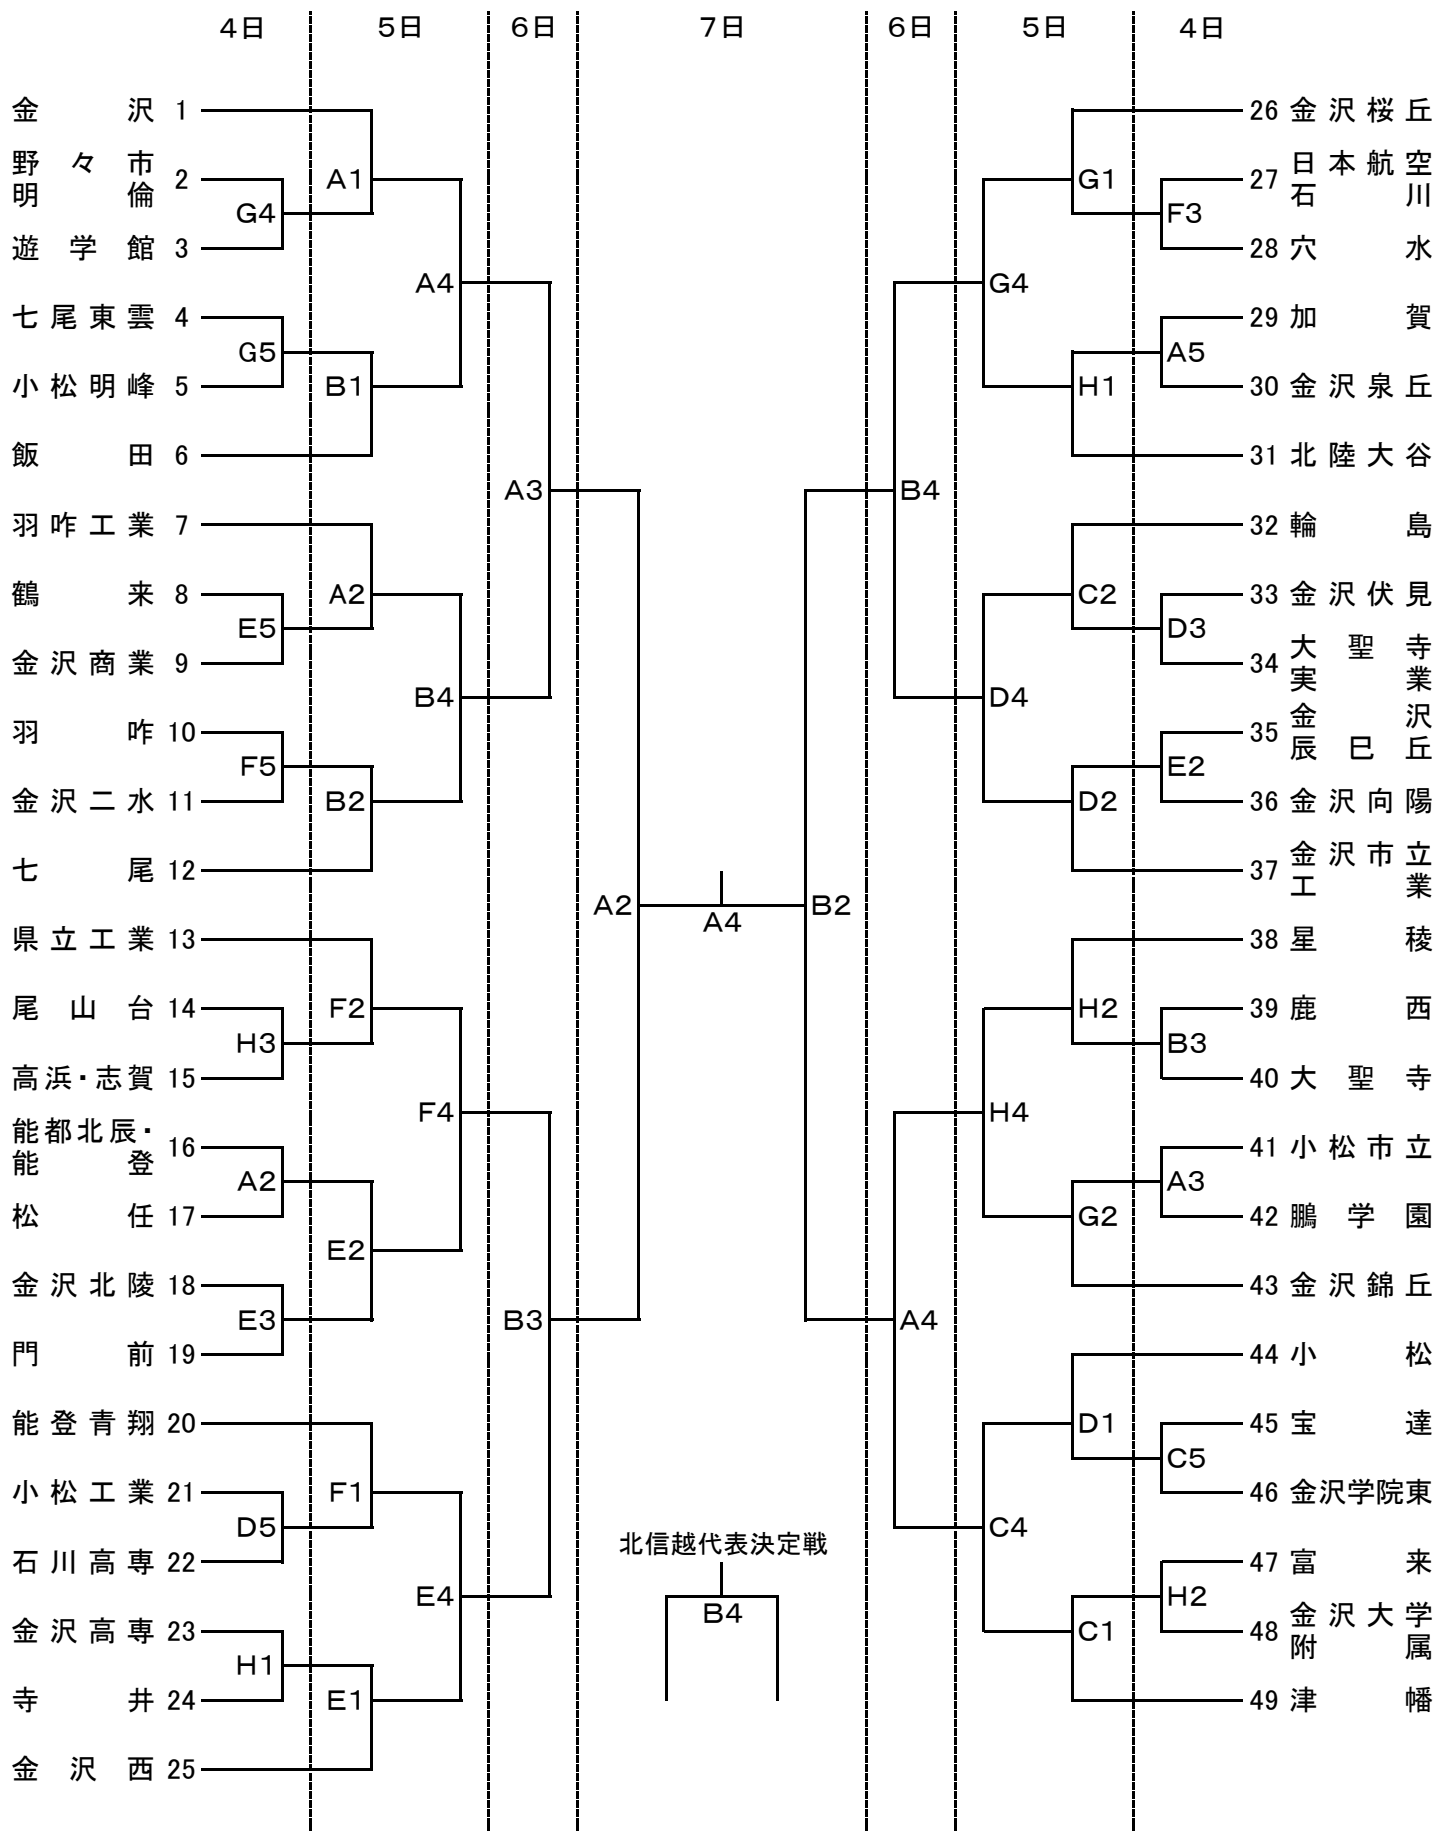 4日 5日 6日 7日 6日 5日 4日
金沢 1
野々市
明倫 2
遊学館 3
七尾東雲 4
小松明峰 5
飯田 6
羽咋工業 7
鶴来 8
金沢商業 9
羽咋 10
金沢二水 11
七尾 12
県立工業 13
尾山台 14
高浜・志賀 15
能都北辰・
能登 16
松任 17
金沢北陵 18
門前 19
能登青翔 20
小松工業 21
石川高専 22
金沢高専 23
寺井 24
金沢西 25
G4
G5
E5
F5
H3
A2
E3
D5
H1
A1
B1
A2
B2
F2
E2
F1
E1
A4
B4
F4
E4
A3
B3
A2
A4
B2
北信越代表決定戦
B4
B4
A4
G4
D4
H4
C4
G1
H1
C2
D2
H2
G2
D1
C1
F3
A5
D3
E2
B3
A3
C5
H2
26 金沢桜丘
27 日本航空
石川
28 穴水
29 加賀
30 金沢泉丘
31 北陸大谷
32 輪島
33 金沢伏見
34 大聖寺
実業
35 金沢
辰巳丘
36 金沢向陽
37 金沢市立
工業
38 星稜
39 鹿西
40 大聖寺
41 小松市立
42 鵬学園
43 金沢錦丘
44 小松
45 宝達
46 金沢学院東
47 富来
48 金沢大学
附属
49 津幡